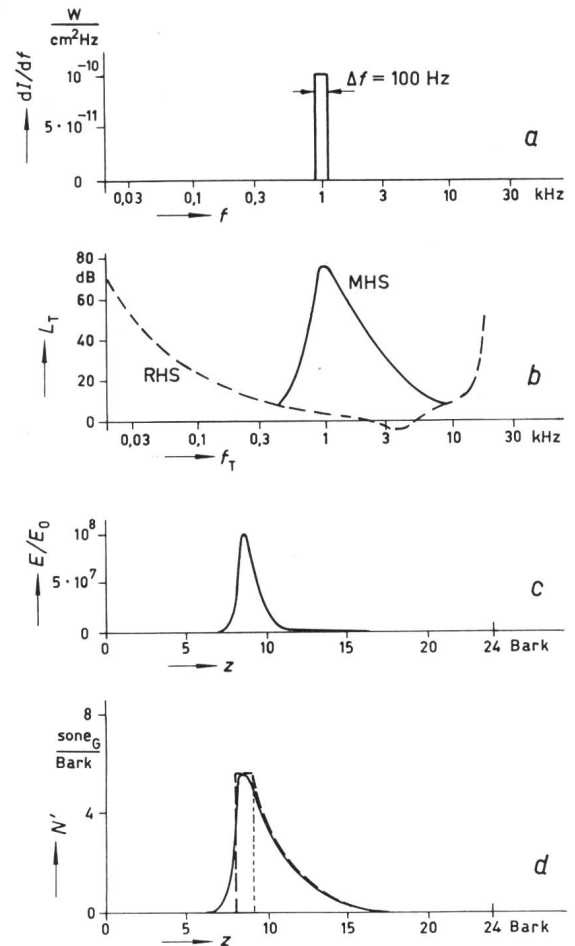 W
cm²Hz
10⁻¹⁰
5·10⁻¹¹
0
dI/df
Δf = 100 Hz
a
0,03 0,1 0,3 1 3 10 30 kHz
f
80
dB
60
40
20
0
L_T
RHS
MHS
b
0,03 0,1 0,3 1 3 10 30 kHz
f_T
10⁸
5·10⁷
0
E/E₀
c
0 5 10 15 20 24 Bark
z
8
sone_G
Bark
4
0
N'
d
0 5 10 15 20 24 Bark
z